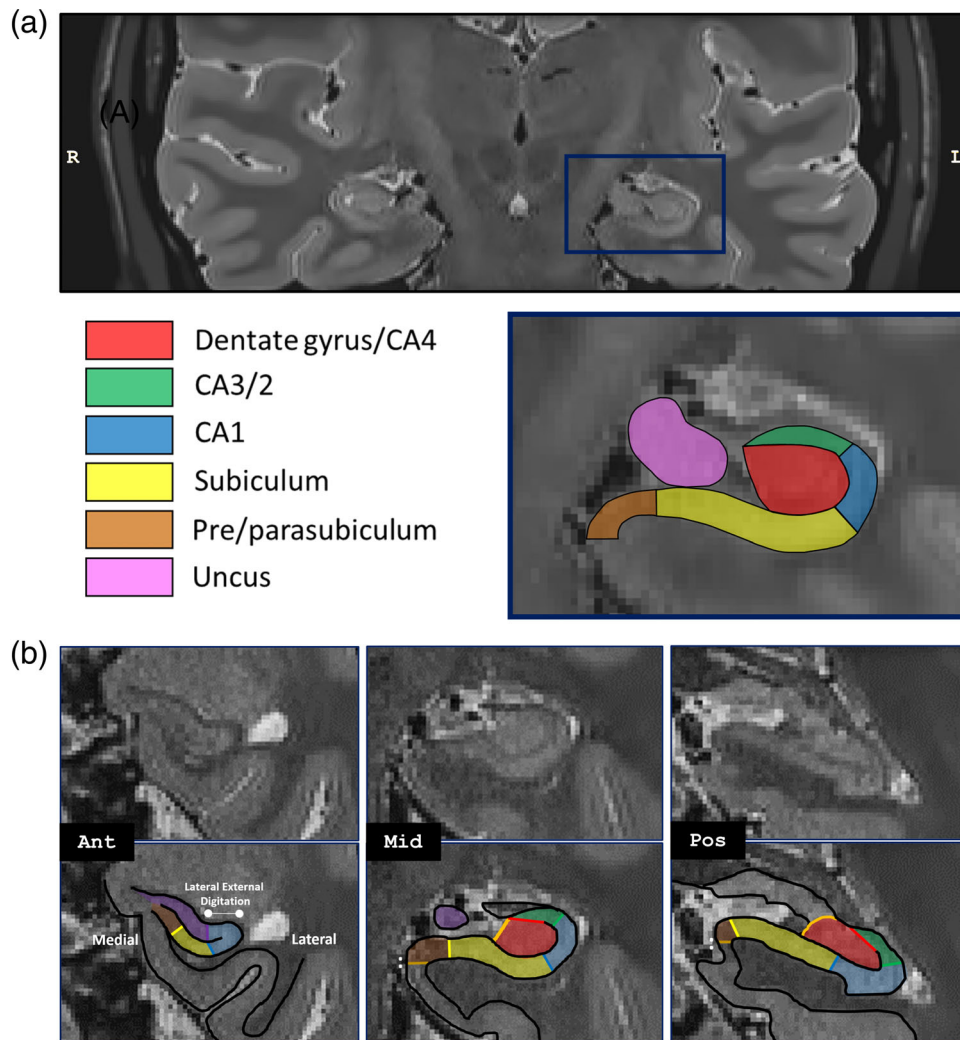 (a)
(A)
R
L
Dentate gyrus/CA4
CA3/2
CA1
Subiculum
Pre/parasubiculum
Uncus
(b)
Ant
Mid
Pos
Lateral External
Digitation
Medial
Lateral